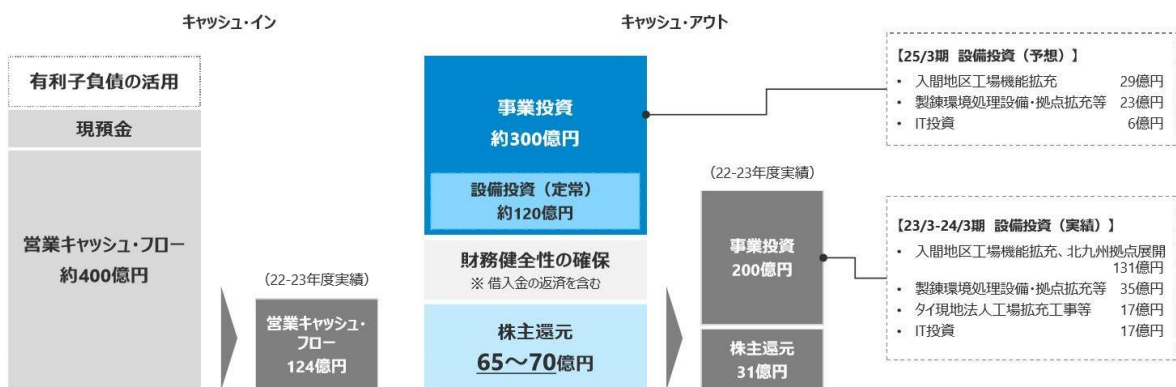 キャッシュ・イン
有利子負債の活用
現預金
営業キャッシュ・フロー
約400億円
(22-23年度実績)
営業キャッシュ・
フロー
124億円
キャッシュ・アウト
事業投資
約300億円
設備投資（定常）
約120億円
財務健全性の確保
※ 借入金の返済を含む
株主還元
65～70億円
(22-23年度実績)
事業投資
200億円
株主還元
31億円
【25/3期 設備投資（予想）】
• 入間地区工場機能拡充 29億円
• 製錬環境処理設備・拠点拡充等 23億円
• IT投資 6億円
【23/3-24/3期 設備投資（実績）】
• 入間地区工場機能拡充、北九州拠点展開
131億円
• 製錬環境処理設備・拠点拡充等 35億円
• タイ現地法人工場拡充工事等 17億円
• IT投資 17億円